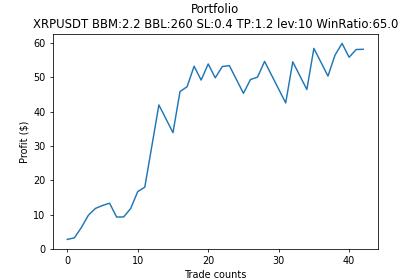 Portfolio
XRPUSDT BBM:2.2 BBL:260 SL:0.4 TP:1.2 lev:10 WinRatio:65.0
Profit ($)
60
50
40
30
20
10
0
0 10 20 30 40
Trade counts